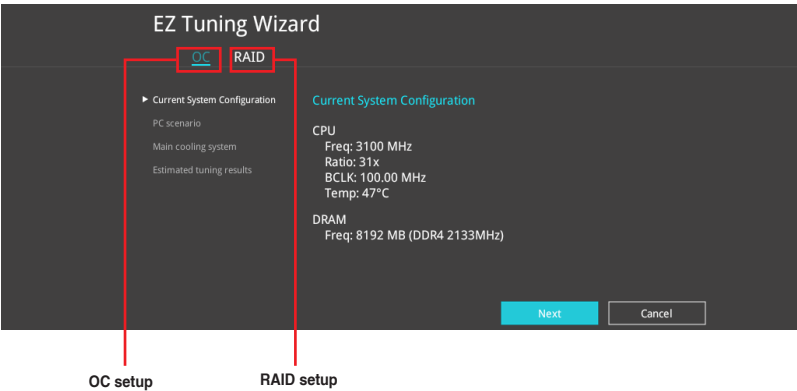 EZ Tuning Wizard
OC RAID
Current System Configuration
PC scenario
Main cooling system
Estimated tuning results
Current System Configuration
CPU
Freq: 3100 MHz
Ratio: 31x
BCLK: 100.00 MHz
Temp: 47°C
DRAM
Freq: 8192 MB (DDR4 2133MHz)
Next Cancel
OC setup RAID setup